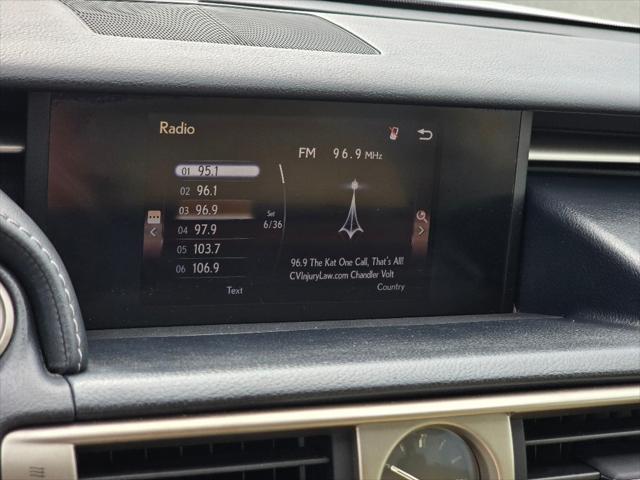 Radio
FM 96.9 MHz
01 95.1
02 96.1
03 96.9
04 97.9
05 103.7
06 106.9
Set
6/36
96.9 The Kat One Call, That's All!
CVInjuryLaw.com Chandler Volt
Text
Country